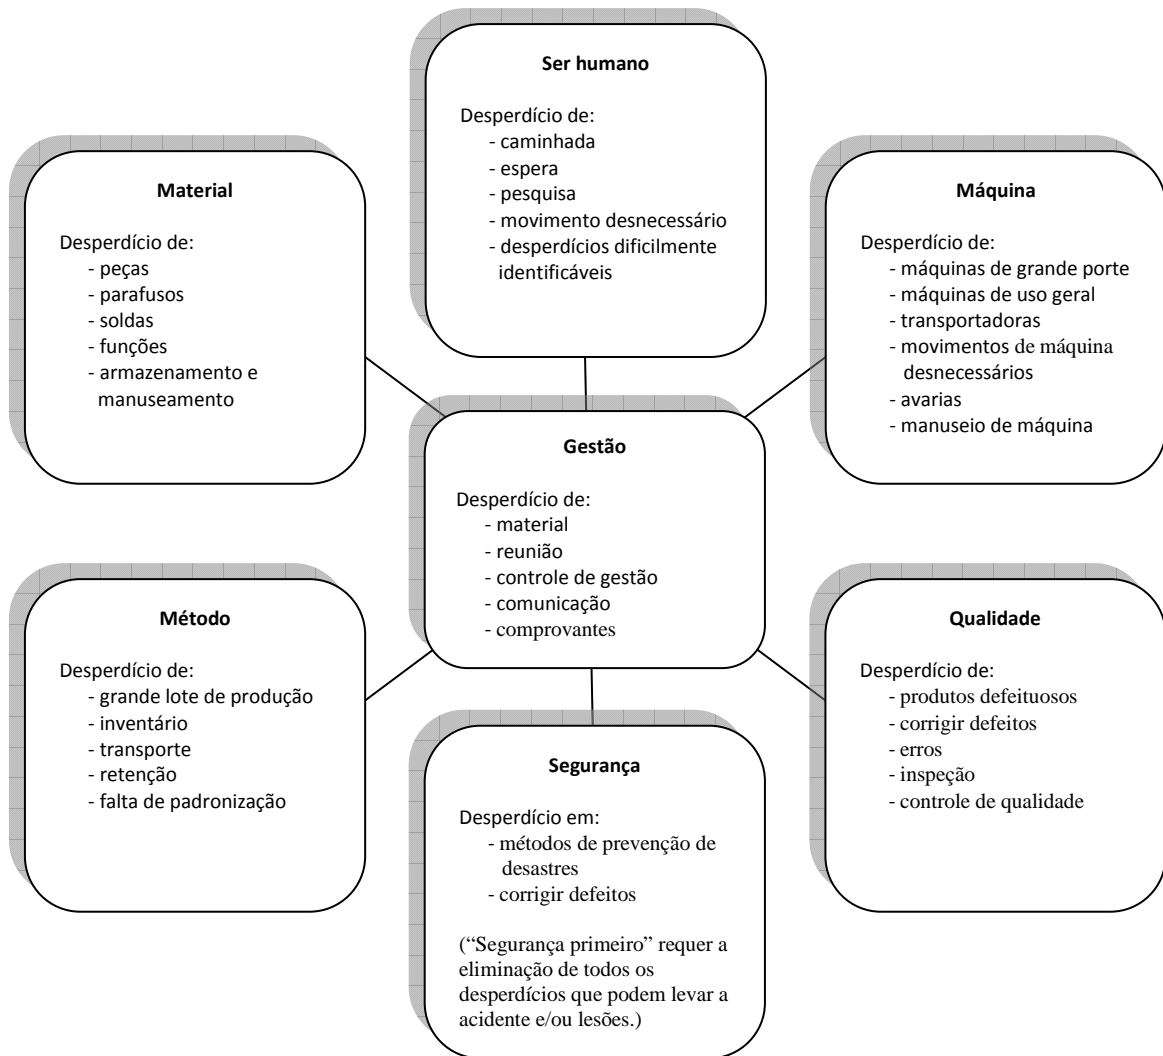 Ser humano
Desperdício de:
- caminhada
- espera
- pesquisa
- movimento desnecessário
- desperdícios dificilmente
identificáveis
Material
Desperdício de:
- peças
- parafusos
- soldas
- funções
- armazenamento e
manuseamento
Máquina
Desperdício de:
- máquinas de grande porte
- máquinas de uso geral
- transportadoras
- movimentos de máquina
desnecessários
- avarias
- manuseio de máquina
Gestão
Desperdício de:
- material
- reunião
- controle de gestão
- comunicação
- comprovantes
Método
Desperdício de:
- grande lote de produção
- inventário
- transporte
- retenção
- falta de padronização
Segurança
Desperdício em:
- métodos de prevenção de
desastres
- corrigir defeitos
(“Segurança primeiro” requer a
eliminação de todos os
desperdícios que podem levar a
acidente e/ou lesões.)
Qualidade
Desperdício de:
- produtos defeituosos
- corrigir defeitos
- erros
- inspeção
- controle de qualidade